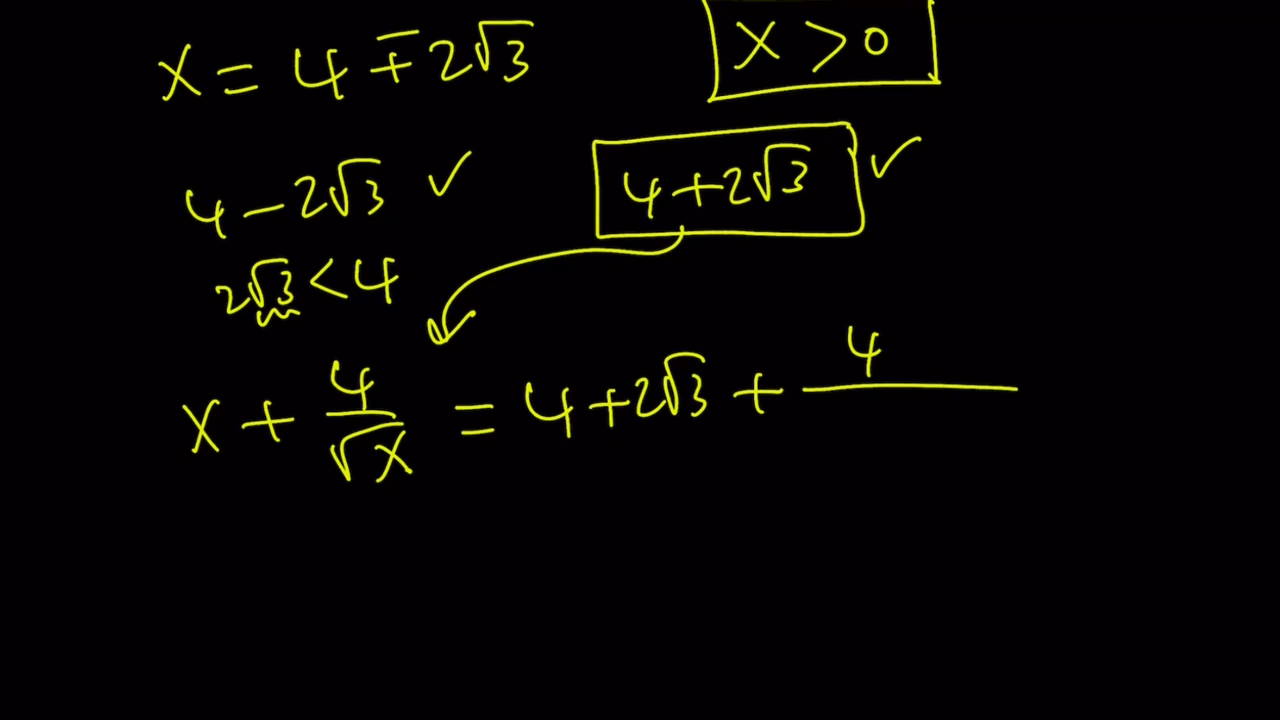 x = 4 ∓ 2√3
x > 0
4 − 2√3 ✓
4 + 2√3 ✓
2√3 < 4
x + 4/√x = 4 + 2√3 + 4/